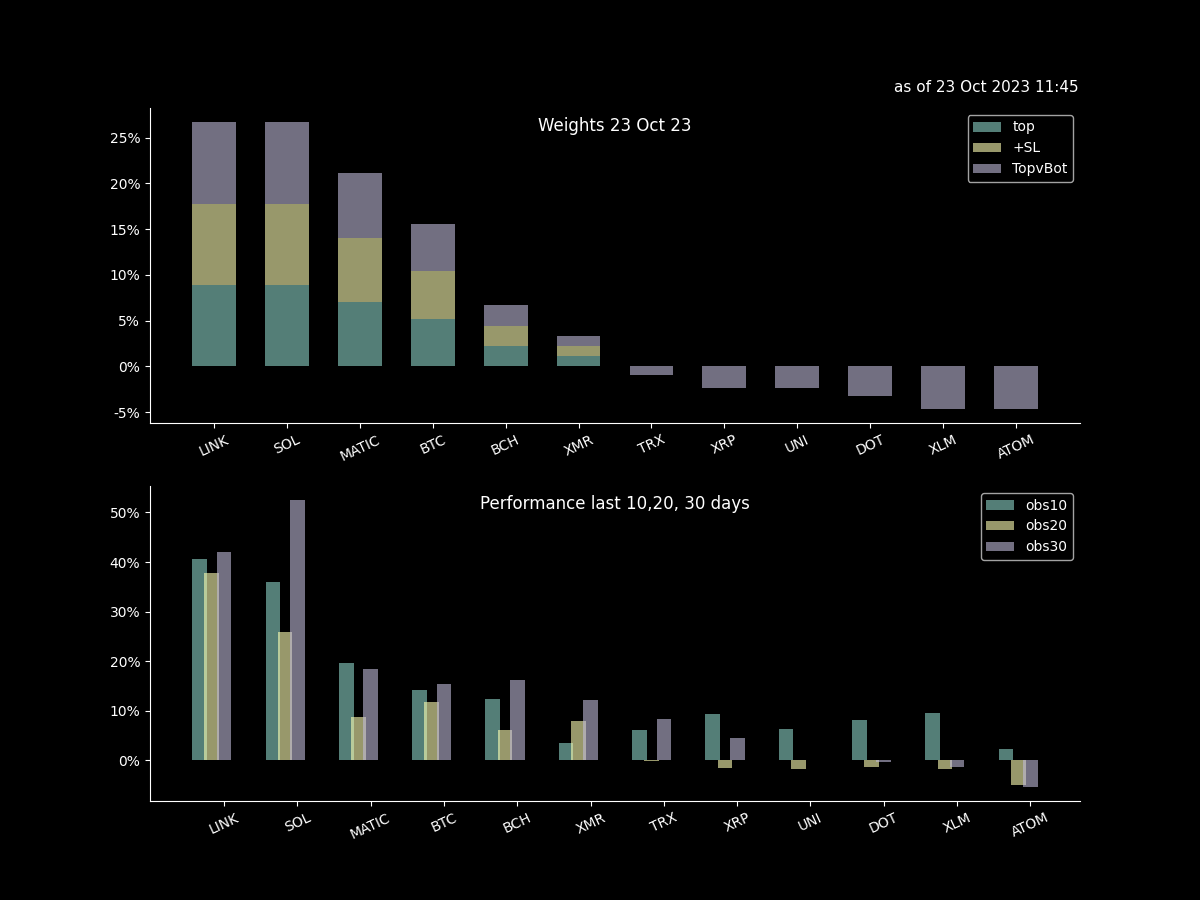 as of 23 Oct 2023 11:45
Weights 23 Oct 23
top
+SL
TopvBot
25%
20%
15%
10%
5%
0%
-5%
LINK SOL MATIC BTC BCH XMR TRX XRP UNI DOT XLM ATOM
Performance last 10,20, 30 days
obs10
obs20
obs30
50%
40%
30%
20%
10%
0%
LINK SOL MATIC BTC BCH XMR TRX XRP UNI DOT XLM ATOM